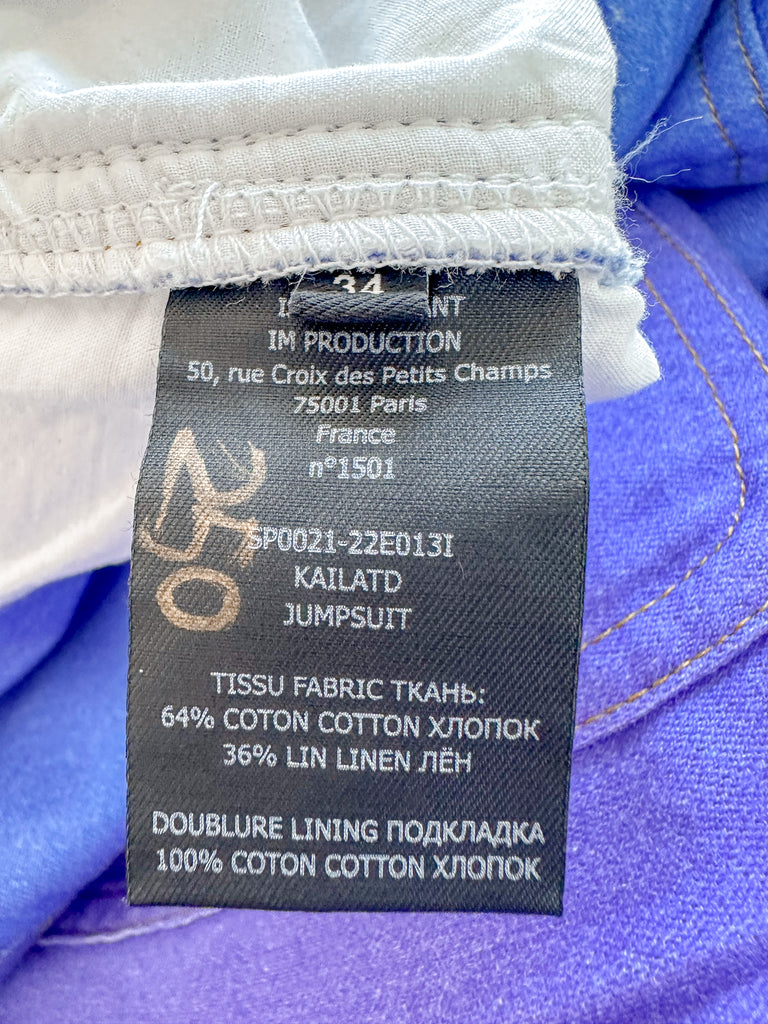 34
IM PRODUCTION
50, rue Croix des Petits Champs
75001 Paris
France
n°1501
SP0021-22E013I
KAILATD
JUMPSUIT
TISSU FABRIC ТКАНЬ:
64% COTON COTTON ХЛОПОК
36% LIN LINEN ЛЁН
DOUBLURE LINING ПОДКЛАДКА
100% COTON COTTON ХЛОПОК